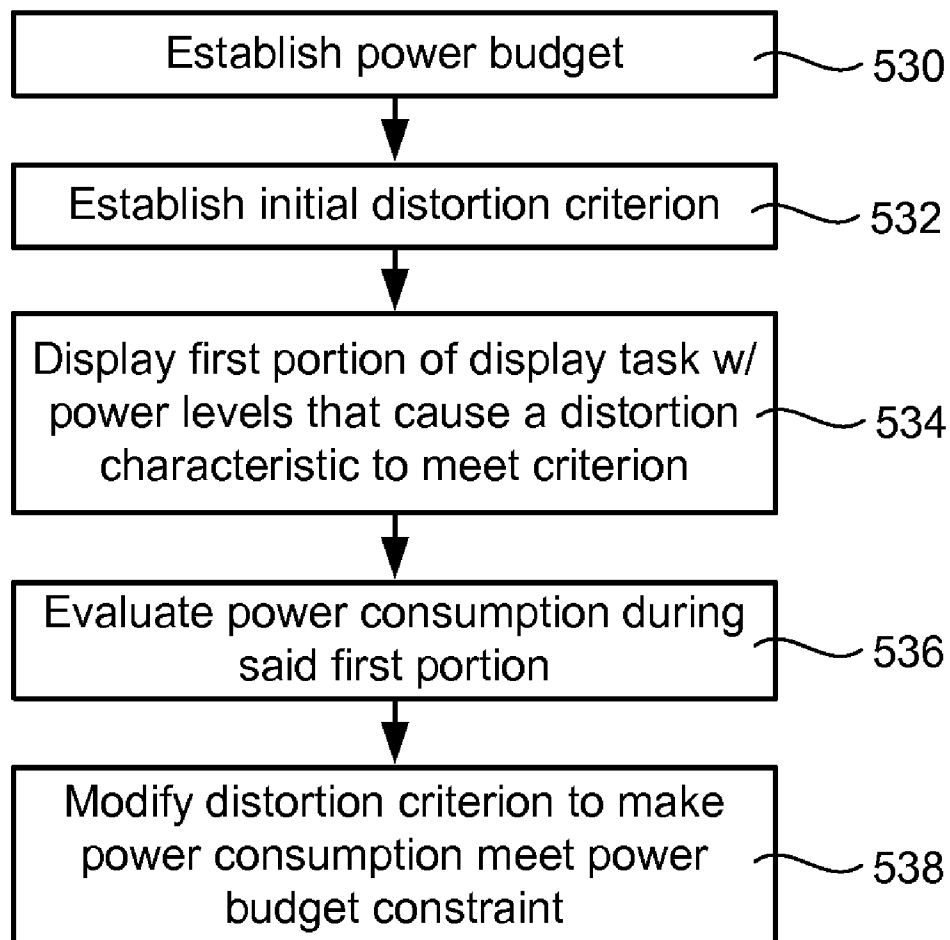 Establish power budget
530
Establish initial distortion criterion
532
Display first portion of display task w/
power levels that cause a distortion
characteristic to meet criterion
534
Evaluate power consumption during
said first portion
536
Modify distortion criterion to make
power consumption meet power
budget constraint
538